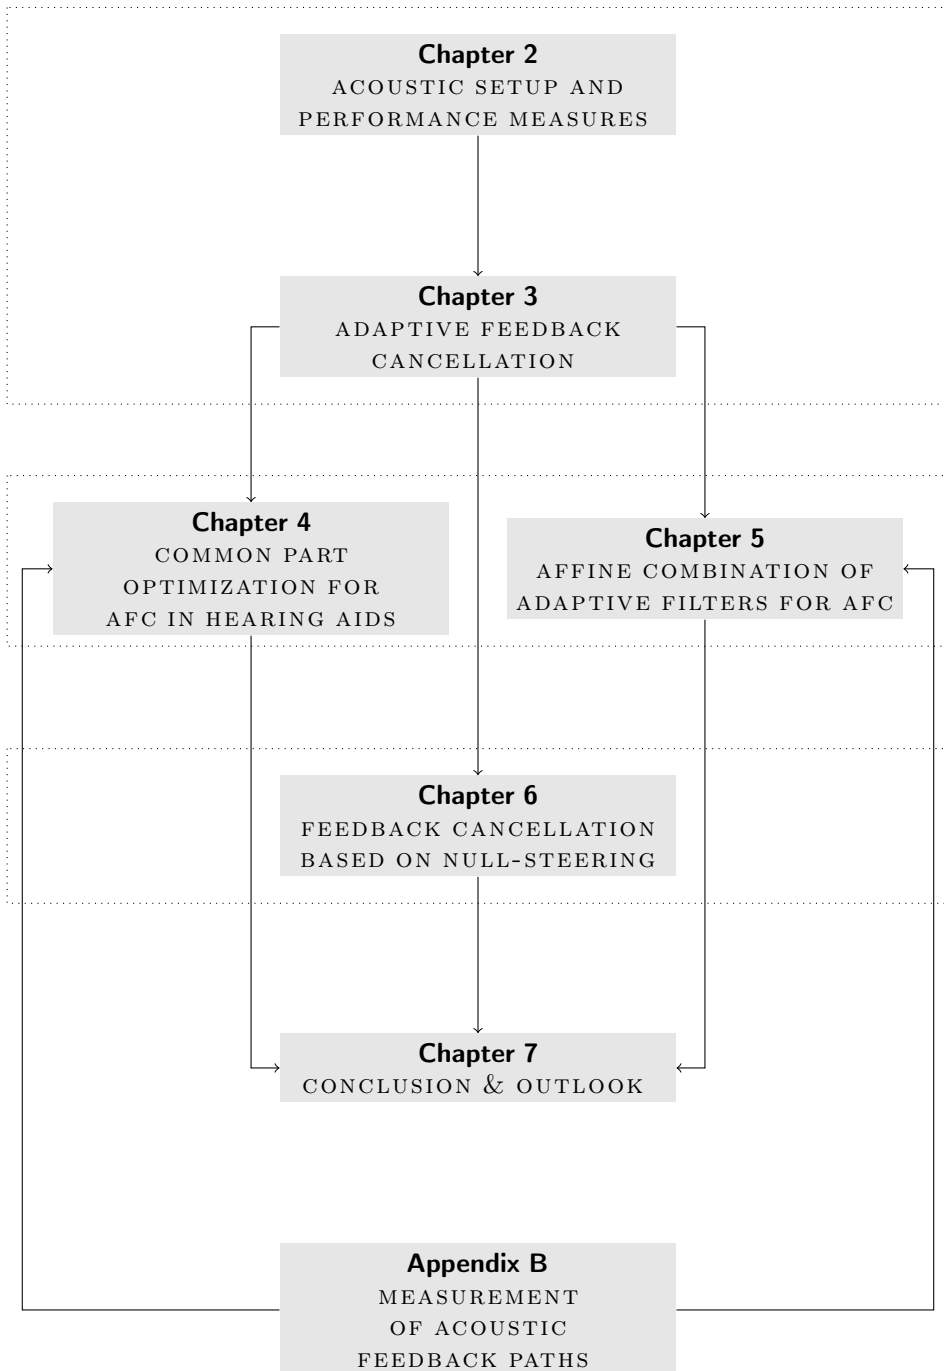 Chapter 2
ACOUSTIC SETUP AND
PERFORMANCE MEASURES
Chapter 3
ADAPTIVE FEEDBACK
CANCELLATION
Chapter 4
COMMON PART
OPTIMIZATION FOR
AFC IN HEARING AIDS
Chapter 5
AFFINE COMBINATION OF
ADAPTIVE FILTERS FOR AFC
Chapter 6
FEEDBACK CANCELLATION
BASED ON NULL-STEERING
Chapter 7
CONCLUSION & OUTLOOK
Appendix B
MEASUREMENT
OF ACOUSTIC
FEEDBACK PATHS